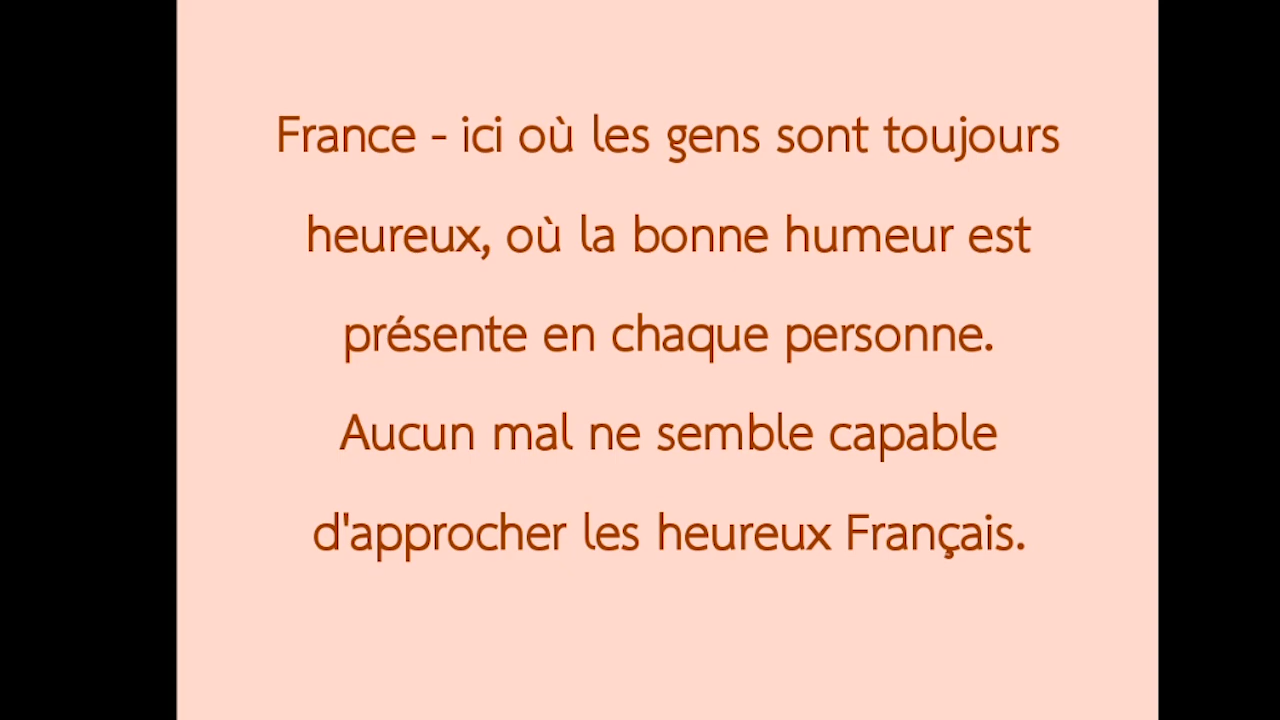 France - ici où les gens sont toujours
heureux, où la bonne humeur est
présente en chaque personne.
Aucun mal ne semble capable
d'approcher les heureux Français.